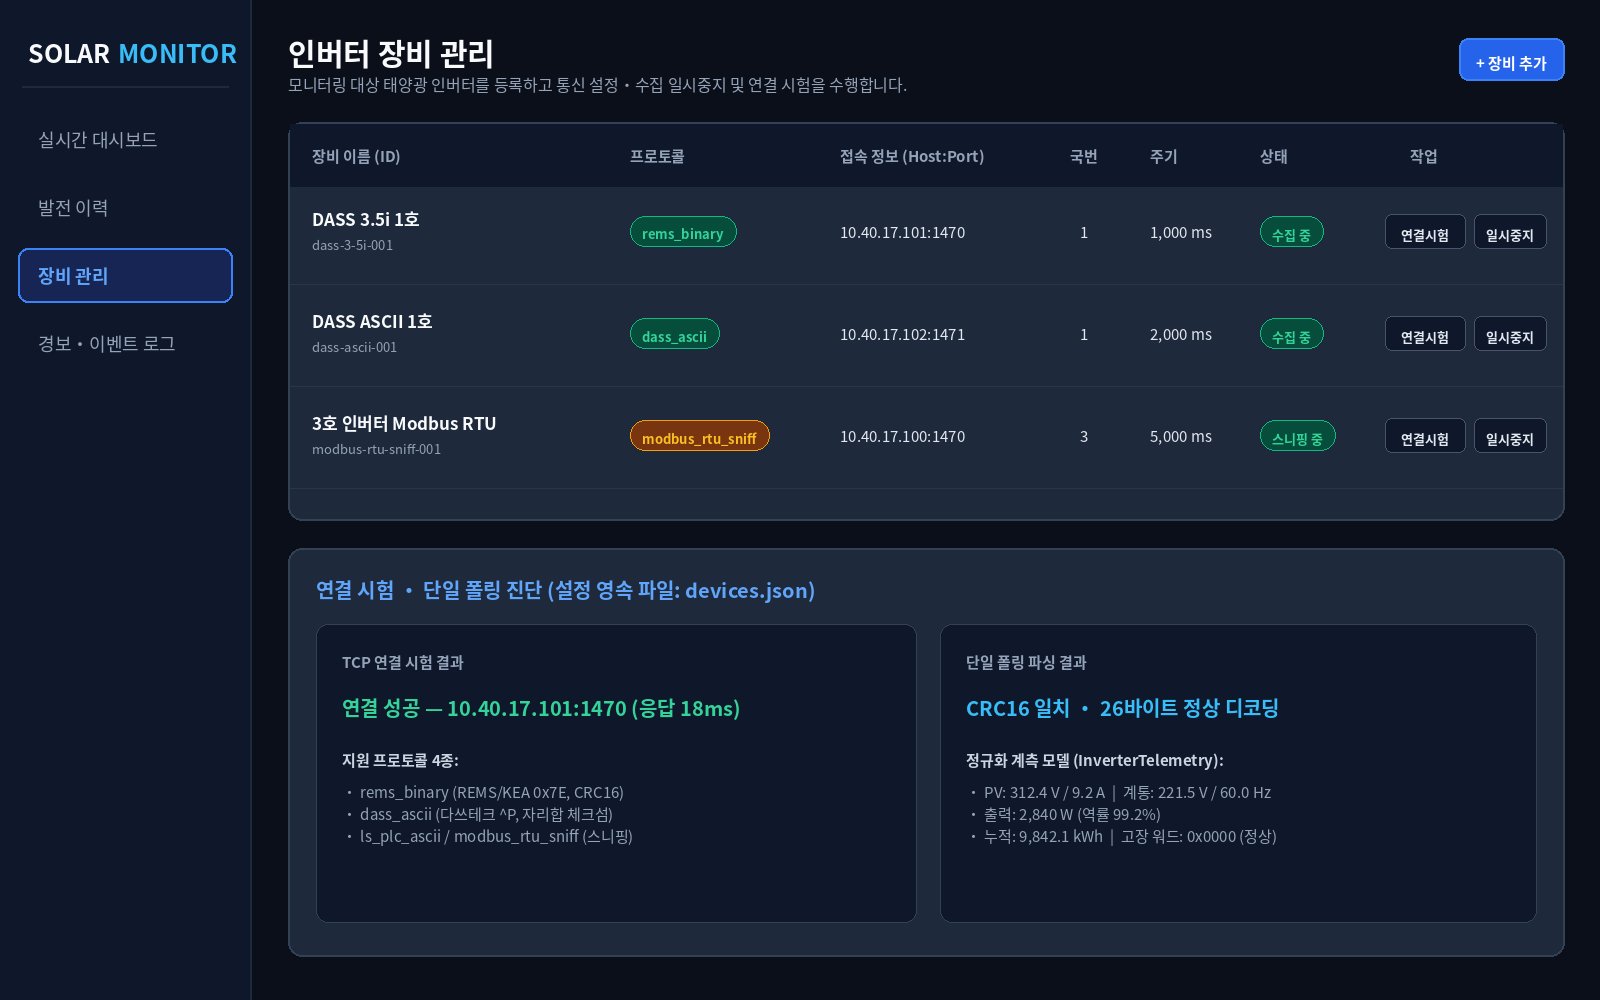 SOLAR MONITOR
실시간 대시보드
발전 이력
장비 관리
경보·이벤트 로그
인버터 장비 관리
모니터링 대상 태양광 인버터를 등록하고 통신 설정·수집 일시중지 및 연결 시험을 수행합니다.
+ 장비 추가
장비 이름 (ID) 프로토콜 접속 정보 (Host:Port) 국번 주기 상태 작업
DASS 3.5i 1호
dass-3-5i-001
rems_binary 10.40.17.101:1470 1 1,000 ms 수집 중 연결시험 일시중지
DASS ASCII 1호
dass-ascii-001
dass_ascii 10.40.17.102:1471 1 2,000 ms 수집 중 연결시험 일시중지
3호 인버터 Modbus RTU
modbus-rtu-sniff-001
modbus_rtu_sniff 10.40.17.100:1470 3 5,000 ms 스니핑 중 연결시험 일시중지
연결 시험 · 단일 폴링 진단 (설정 영속 파일: devices.json)
TCP 연결 시험 결과
연결 성공 — 10.40.17.101:1470 (응답 18ms)
지원 프로토콜 4종:
· rems_binary (REMS/KEA 0x7E, CRC16)
· dass_ascii (다쓰테크 ^P, 자리합 체크섬)
· ls_plc_ascii / modbus_rtu_sniff (스니핑)
단일 폴링 파싱 결과
CRC16 일치 · 26바이트 정상 디코딩
정규화 계측 모델 (InverterTelemetry):
· PV: 312.4 V / 9.2 A | 계통: 221.5 V / 60.0 Hz
· 출력: 2,840 W (역률 99.2%)
· 누적: 9,842.1 kWh | 고장 워드: 0x0000 (정상)